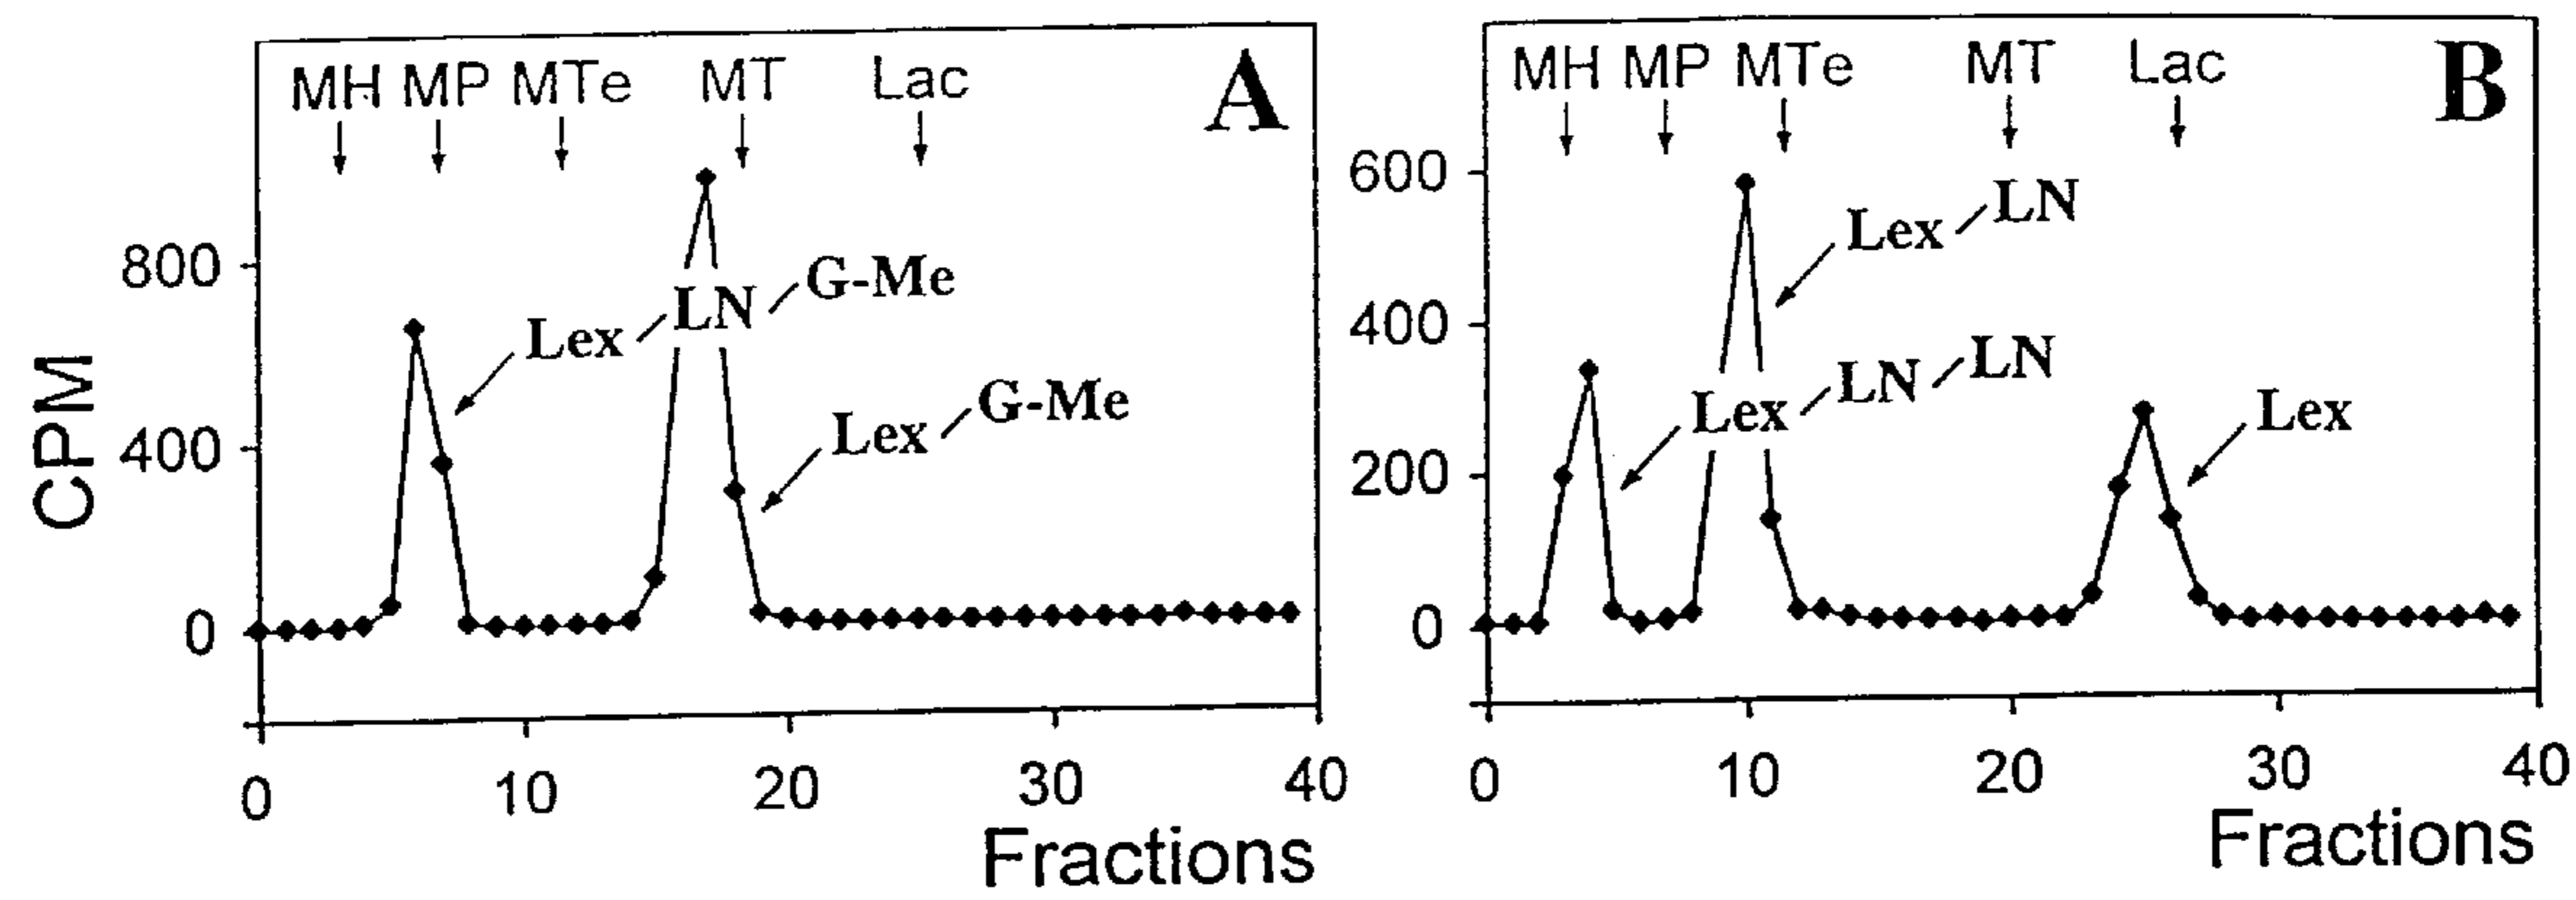 MH MP MTe MT Lac A
800
400
0
CPM
Lex LN G-Me
Lex G-Me
0 10 20 30 40
Fractions
MH MP MTe MT Lac B
600
400
200
0
Lex LN
Lex LN LN
Lex
0 10 20 30 40
Fractions